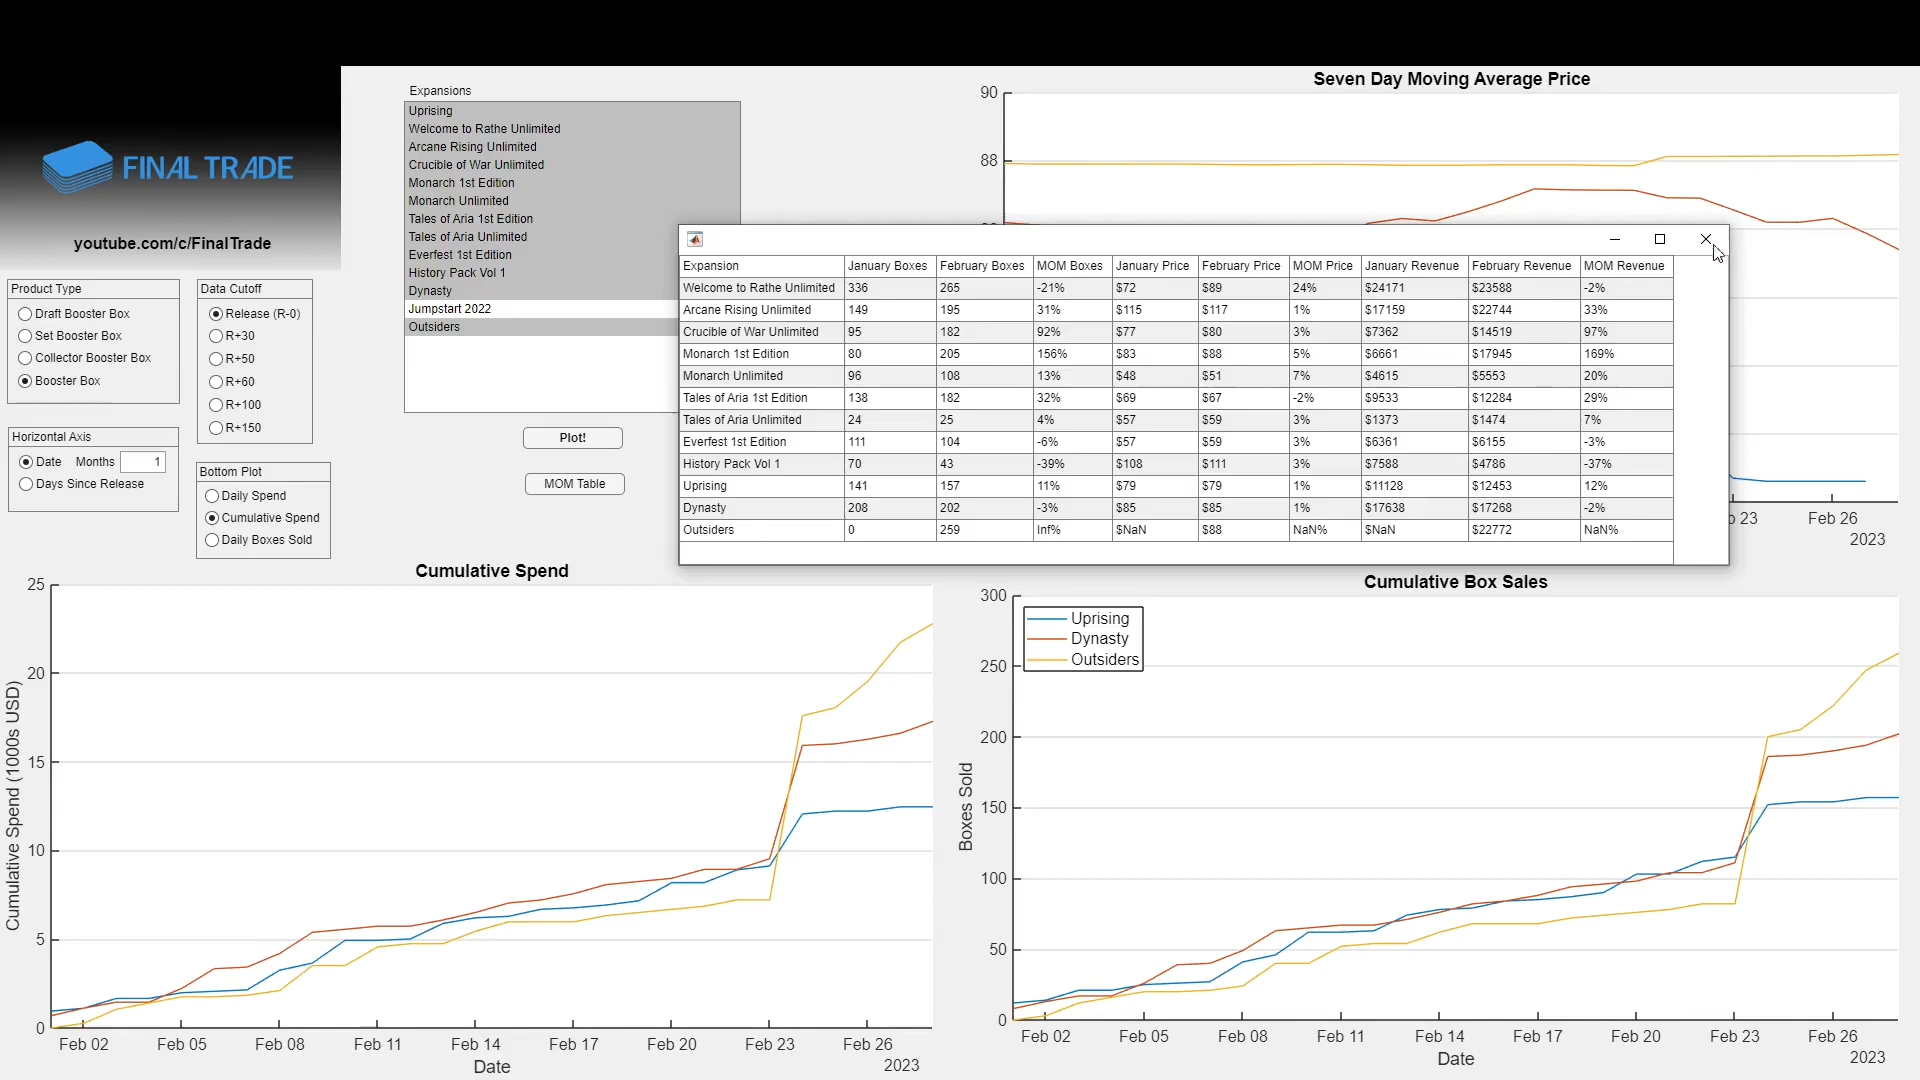 FINAL TRADE
youtube.com/c/FinalTrade
Product Type
Draft Booster Box
Set Booster Box
Collector Booster Box
Booster Box
Data Cutoff
Release (R-0)
R+30
R+50
R+60
R+100
R+150
Horizontal Axis
Date Months 1
Days Since Release
Bottom Plot
Daily Spend
Cumulative Spend
Daily Boxes Sold
Expansions
Uprising
Welcome to Rathe Unlimited
Arcane Rising Unlimited
Crucible of War Unlimited
Monarch 1st Edition
Monarch Unlimited
Tales of Aria 1st Edition
Tales of Aria Unlimited
Everfest 1st Edition
History Pack Vol 1
Dynasty
Jumpstart 2022
Outsiders
Plot!
MOM Table
Seven Day Moving Average Price
90
88
Expansion January Boxes February Boxes MOM Boxes January Price February Price MOM Price January Revenue February Revenue MOM Revenue
Welcome to Rathe Unlimited 336 265 -21% $72 $89 24% $24171 $23588 -2%
Arcane Rising Unlimited 149 195 31% $115 $117 1% $17159 $22744 33%
Crucible of War Unlimited 95 182 92% $77 $80 3% $7362 $14519 97%
Monarch 1st Edition 80 205 156% $83 $88 5% $6661 $17945 169%
Monarch Unlimited 96 108 13% $48 $51 7% $4615 $5553 20%
Tales of Aria 1st Edition 138 182 32% $69 $67 -2% $9533 $12284 29%
Tales of Aria Unlimited 24 25 4% $57 $59 3% $1373 $1474 7%
Everfest 1st Edition 111 104 -6% $57 $59 3% $6361 $6155 -3%
History Pack Vol 1 70 43 -39% $108 $111 3% $7588 $4786 -37%
Uprising 141 157 11% $79 $79 1% $11128 $12453 12%
Dynasty 208 202 -3% $85 $85 1% $17638 $17268 -2%
Outsiders 0 259 Inf% $NaN $88 NaN% $NaN $22772 NaN%
23 Feb 26
2023
Cumulative Spend
25
20
15
10
5
0
Cumulative Spend (1000s USD)
Feb 02 Feb 05 Feb 08 Feb 11 Feb 14 Feb 17 Feb 20 Feb 23 Feb 26
2023
Date
Cumulative Box Sales
Uprising
Dynasty
Outsiders
300
250
200
150
100
50
0
Boxes Sold
Feb 02 Feb 05 Feb 08 Feb 11 Feb 14 Feb 17 Feb 20 Feb 23 Feb 26
2023
Date